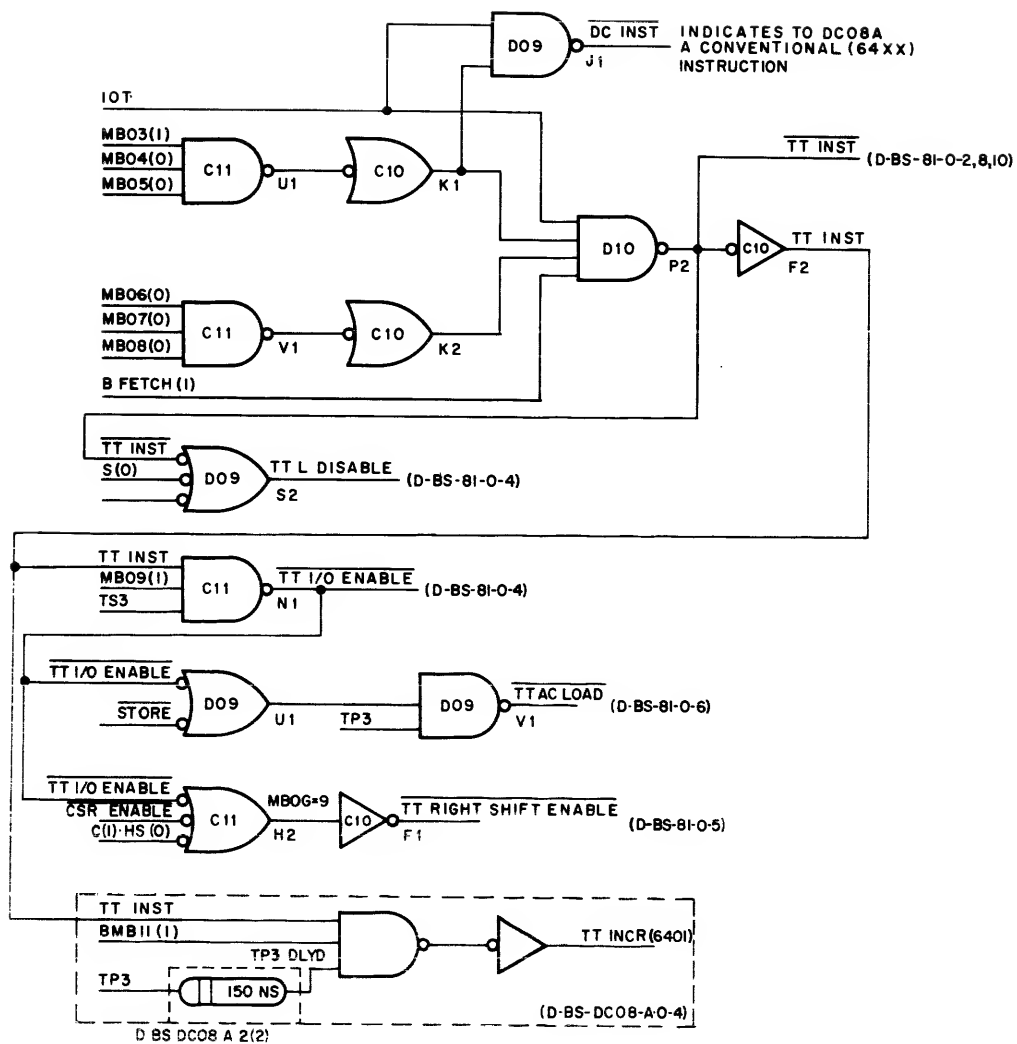 DC INST INDICATES TO DC08A
A CONVENTIONAL (64XX)
INSTRUCTION
D09
J1
IOT
MB03(1)
MB04(0)
MB05(0)
C11
U1
C10
K1
TT INST
(D-BS-81-0-2,8,10)
D10
P2
C10
TT INST
F2
MB06(0)
MB07(0)
MB08(0)
C11
V1
C10
K2
B FETCH (1)
TT INST
S(0)
D09
TT L DISABLE
S2
(D-BS-81-0-4)
TT INST
MB09(1)
TS3
C11
TT I/O ENABLE
N1
(D-BS-81-0-4)
TT I/O ENABLE
STORE
D09
U1
TP3
D09
TT AC LOAD
V1
(D-BS-81-0-6)
TT I/O ENABLE
CSR ENABLE
C(1)·HS(0)
C11
MB0G=9
H2
C10
TT RIGHT SHIFT ENABLE
F1
(D-BS-81-0-5)
TT INST
BMB11(1)
TP3 DLYD
TP3
150 NS
TT INCR(6401)
(D-BS-DC08-A-0-4)
D BS DC08 A 2(2)